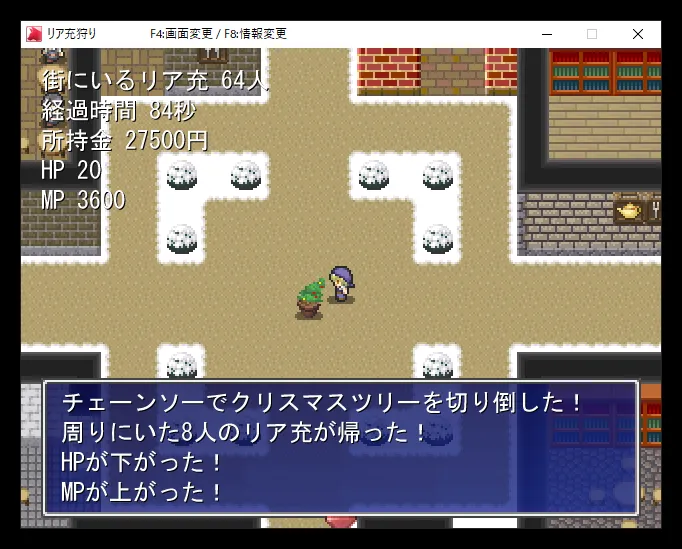 リア充狩り F4:画面変更 / F8:情報変更
街にいるリア充 64人
経過時間 84秒
所持金 27500円
HP 20
MP 3600
チェーンソーでクリスマスツリーを切り倒した！
周りにいた8人のリア充が帰った！
HPが下がった！
MPが上がった！